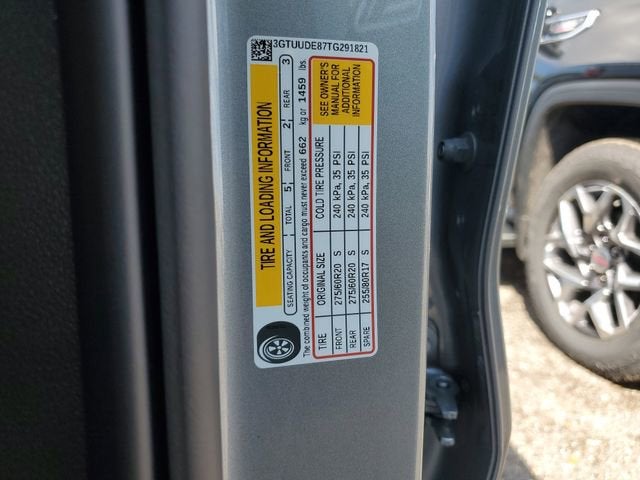 3GTUUDE87TG291821
TIRE AND LOADING INFORMATION
SEATING CAPACITY TOTAL 5 FRONT 2 REAR 3
The combined weight of occupants and cargo must never exceed 662 kg or 1459 lbs.
TIRE ORIGINAL SIZE COLD TIRE PRESSURE
FRONT 275/60R20 S 240 kPa, 35 PSI
REAR 275/60R20 S 240 kPa, 35 PSI
SPARE 255/80R17 S 240 kPa, 35 PSI
SEE OWNER'S
MANUAL FOR
ADDITIONAL
INFORMATION